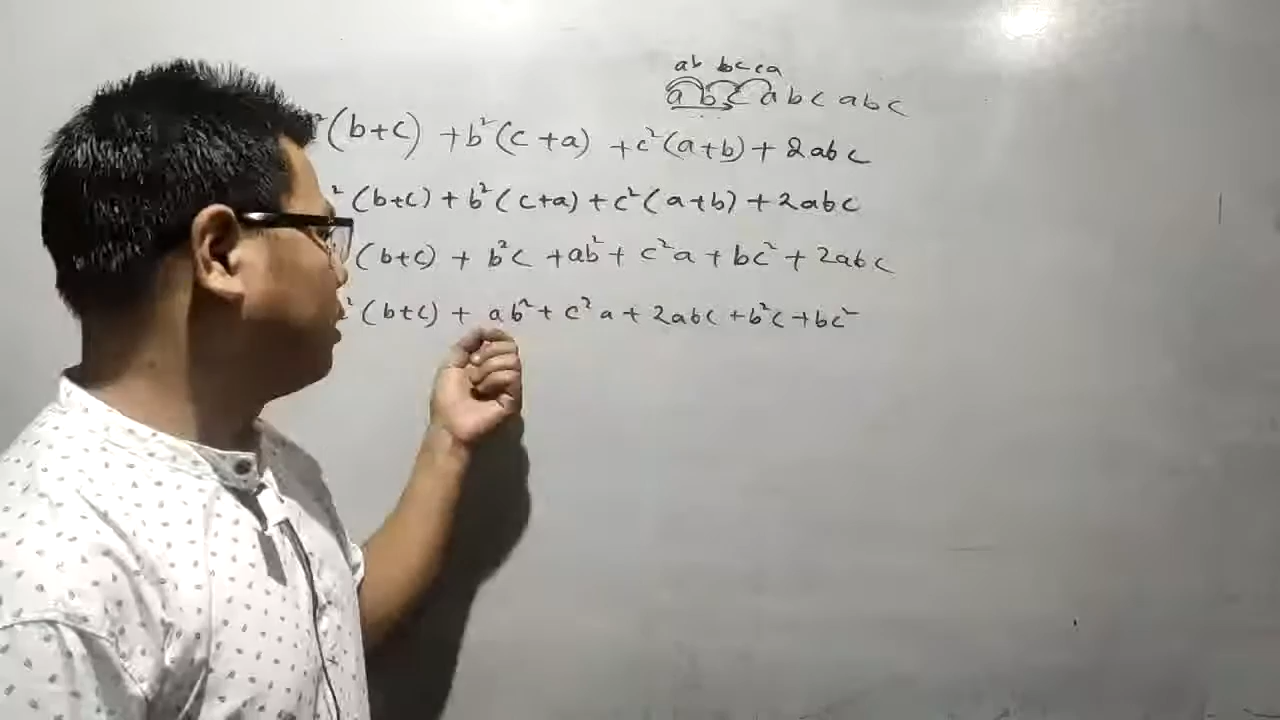 ab bc ca
a b c a b c a b c
²(b+c) +b²(c+a) +c²(a+b)+2abc
²(b+c)+b²(c+a)+c²(a+b)+2abc
(b+c) + b²c +ab²+ c²a+bc²+2abc
²(b+c)+ ab²+c²a+2abc+b²c+bc²